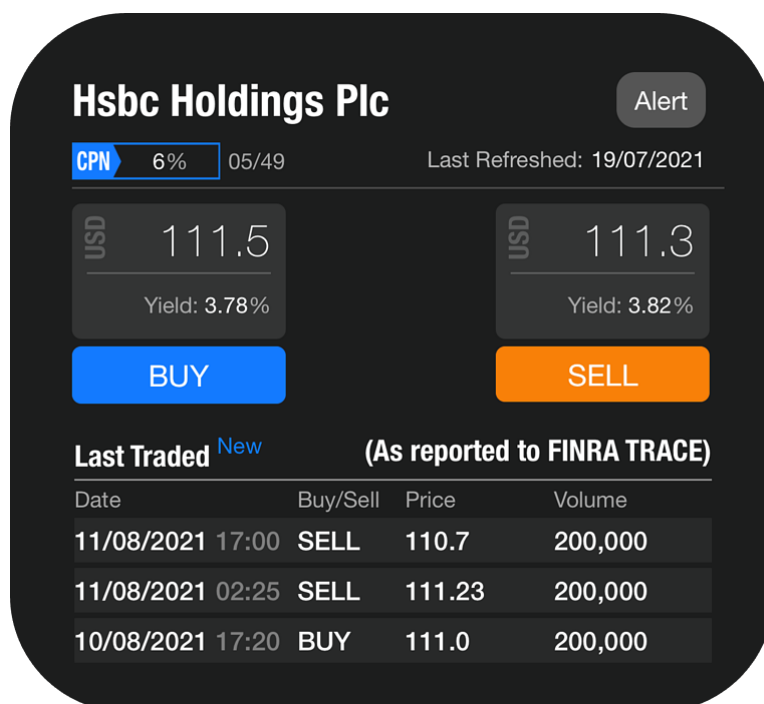 Hsbc Holdings Plc
Alert
CPN 6% 05/49
Last Refreshed: 19/07/2021
USD 111.5
Yield: 3.78%
BUY
USD 111.3
Yield: 3.82%
SELL
Last Traded New (As reported to FINRA TRACE)
Date Buy/Sell Price Volume
11/08/2021 17:00 SELL 110.7 200,000
11/08/2021 02:25 SELL 111.23 200,000
10/08/2021 17:20 BUY 111.0 200,000